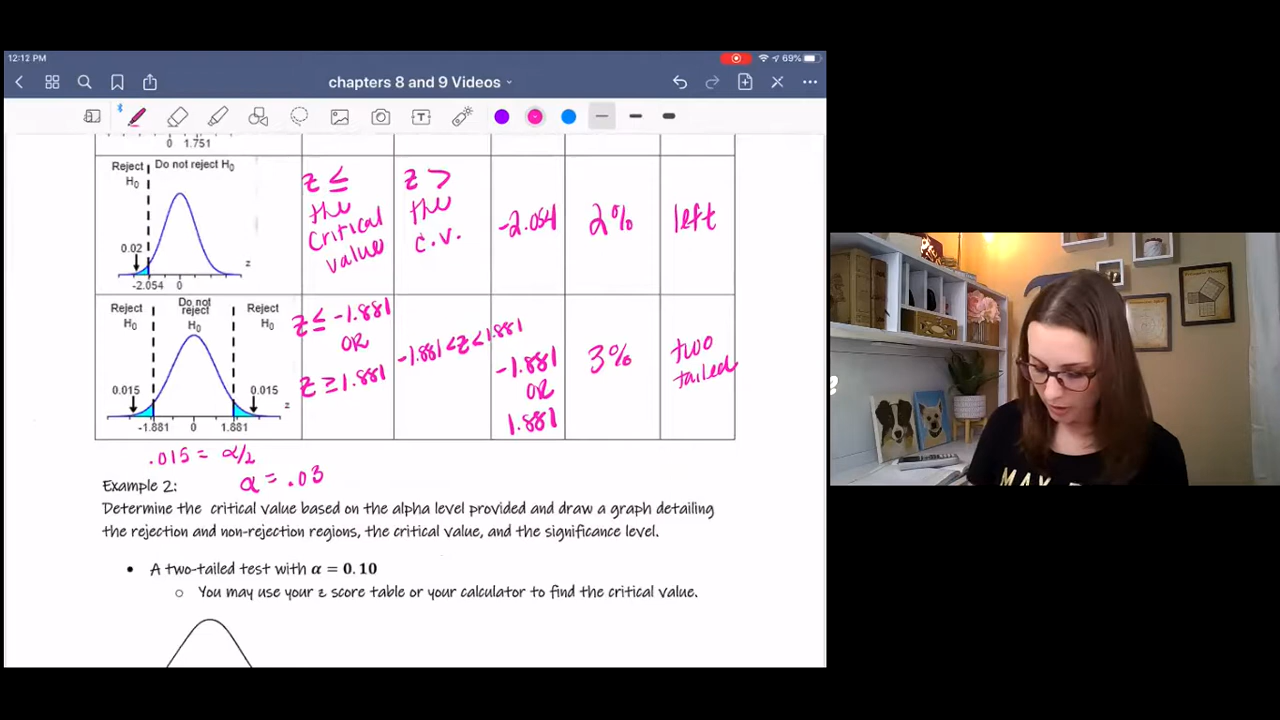 12:12 PM
69%
chapters 8 and 9 Videos
0 1.751
Reject H0
Do not reject H0
0.02
z
-2.054 0
z ≤ the critical value
z > the c.v.
-2.054
2%
left
Reject H0
Do not reject H0
Reject H0
0.015
0.015
z
-1.881 0 1.881
z ≤ -1.881
OR
z ≥ 1.881
-1.881 < z < 1.881
-1.881
OR
1.881
3%
two tailed
.015 = α/2
α = .03
Example 2:
Determine the critical value based on the alpha level provided and draw a graph detailing
the rejection and non-rejection regions, the critical value, and the significance level.
• A two-tailed test with α = 0.10
○ You may use your z score table or your calculator to find the critical value.